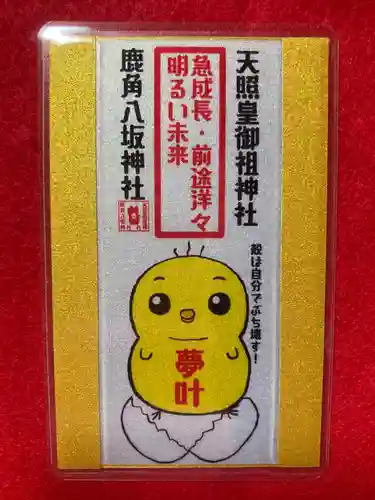 天照皇御祖神社
急成長・前途洋々
明るい未来
鹿角八坂神社
殻は自分でぶち壊す！
夢叶